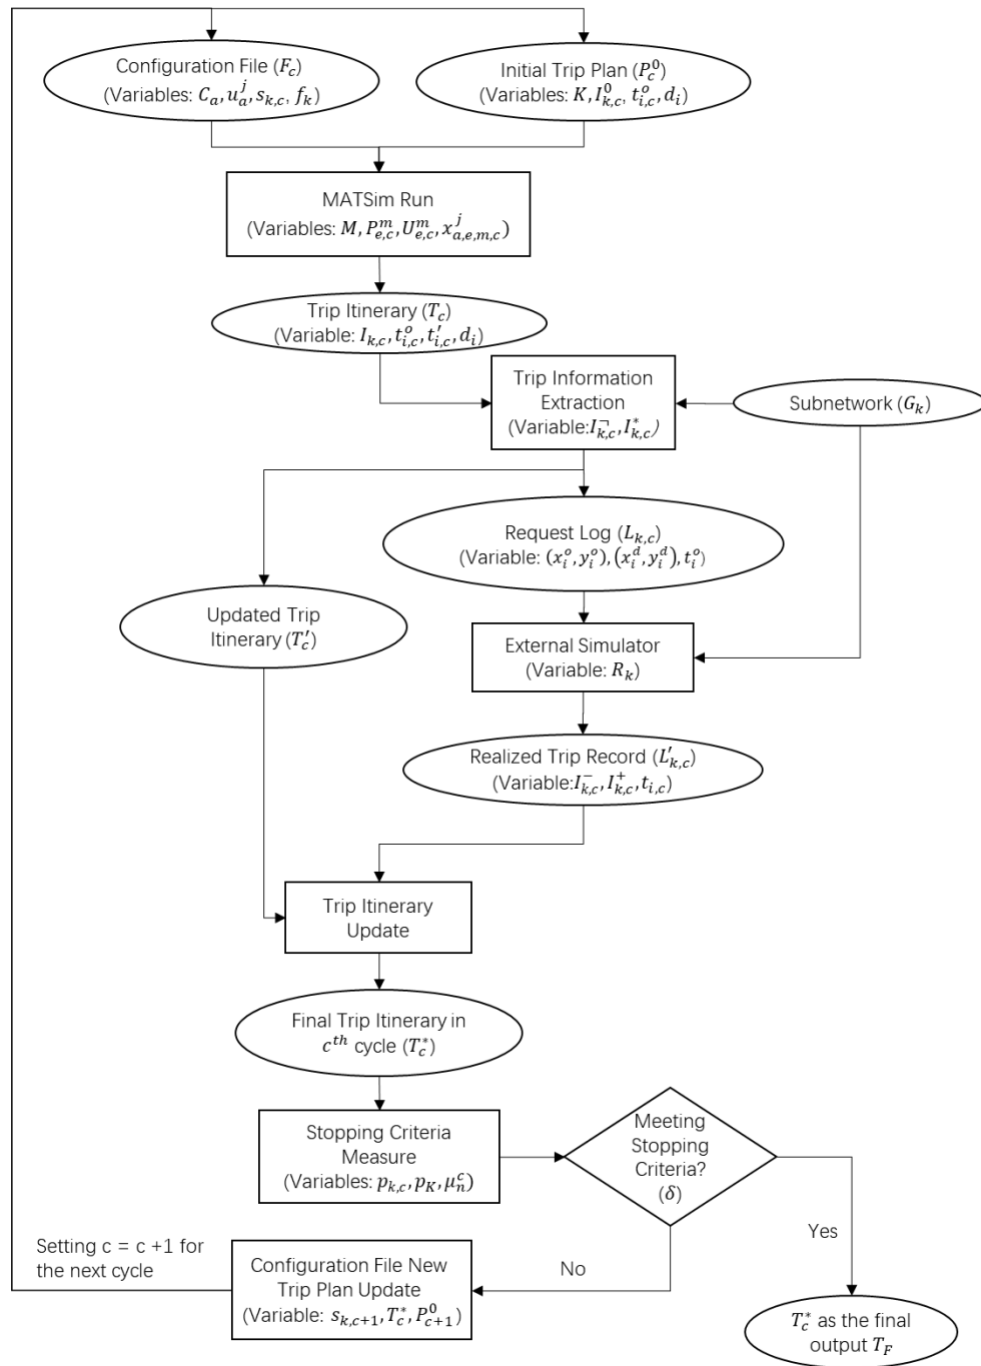 Configuration File (F_c)
(Variables: C_a, u_a^j, s_{k,c}, f_k)
Initial Trip Plan (P_c^0)
(Variables: K, I_{k,c}^0, t_{i,c}^o, d_i)
MATSim Run
(Variables: M, P_{e,c}^m, U_{e,c}^m, x_{a,e,m,c}^j)
Trip Itinerary (T_c)
(Variable: I_{k,c}, t_{i,c}^o, t_{i,c}', d_i)
Trip Information
Extraction
(Variable:I_{k,c}^¬, I_{k,c}^*)
Subnetwork (G_k)
Request Log (L_{k,c})
(Variable: (x_i^o, y_i^o), (x_i^d, y_i^d), t_i^o)
Updated Trip
Itinerary (T_c')
External Simulator
(Variable: R_k)
Realized Trip Record (L_{k,c}')
(Variable:I_{k,c}^-, I_{k,c}^+, t_{i,c})
Trip Itinerary
Update
Final Trip Itinerary in
c^{th} cycle (T_c^*)
Stopping Criteria
Measure
(Variables: p_{k,c}, p_K, μ_n^c)
Meeting
Stopping
Criteria?
(δ)
Yes
No
Setting c = c +1 for
the next cycle
Configuration File New
Trip Plan Update
(Variable: s_{k,c+1}, T_c^*, P_{c+1}^0)
T_c^* as the final
output T_F